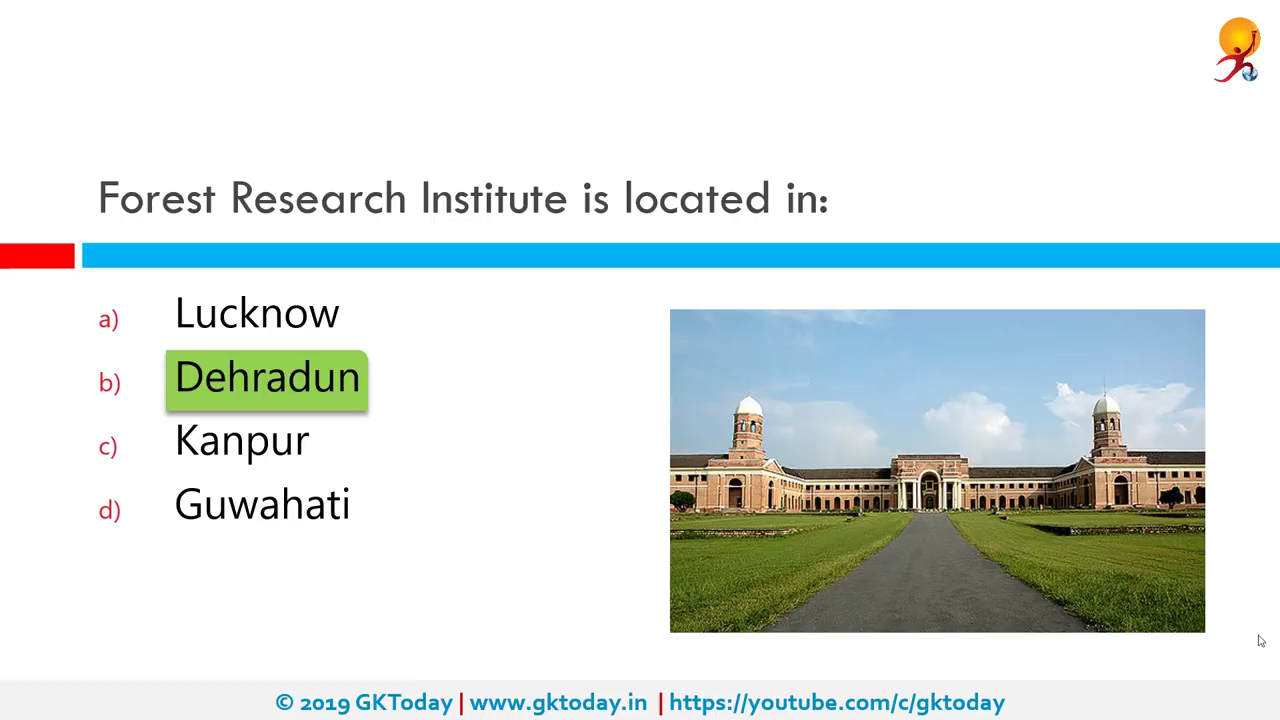 Forest Research Institute is located in:
a) Lucknow
b) Dehradun
c) Kanpur
d) Guwahati
© 2019 GKToday | www.gktoday.in | https://youtube.com/c/gktoday